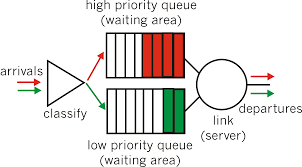 high priority queue
(waiting area)
arrivals
classify
departures
link
(server)
low priority queue
(waiting area)